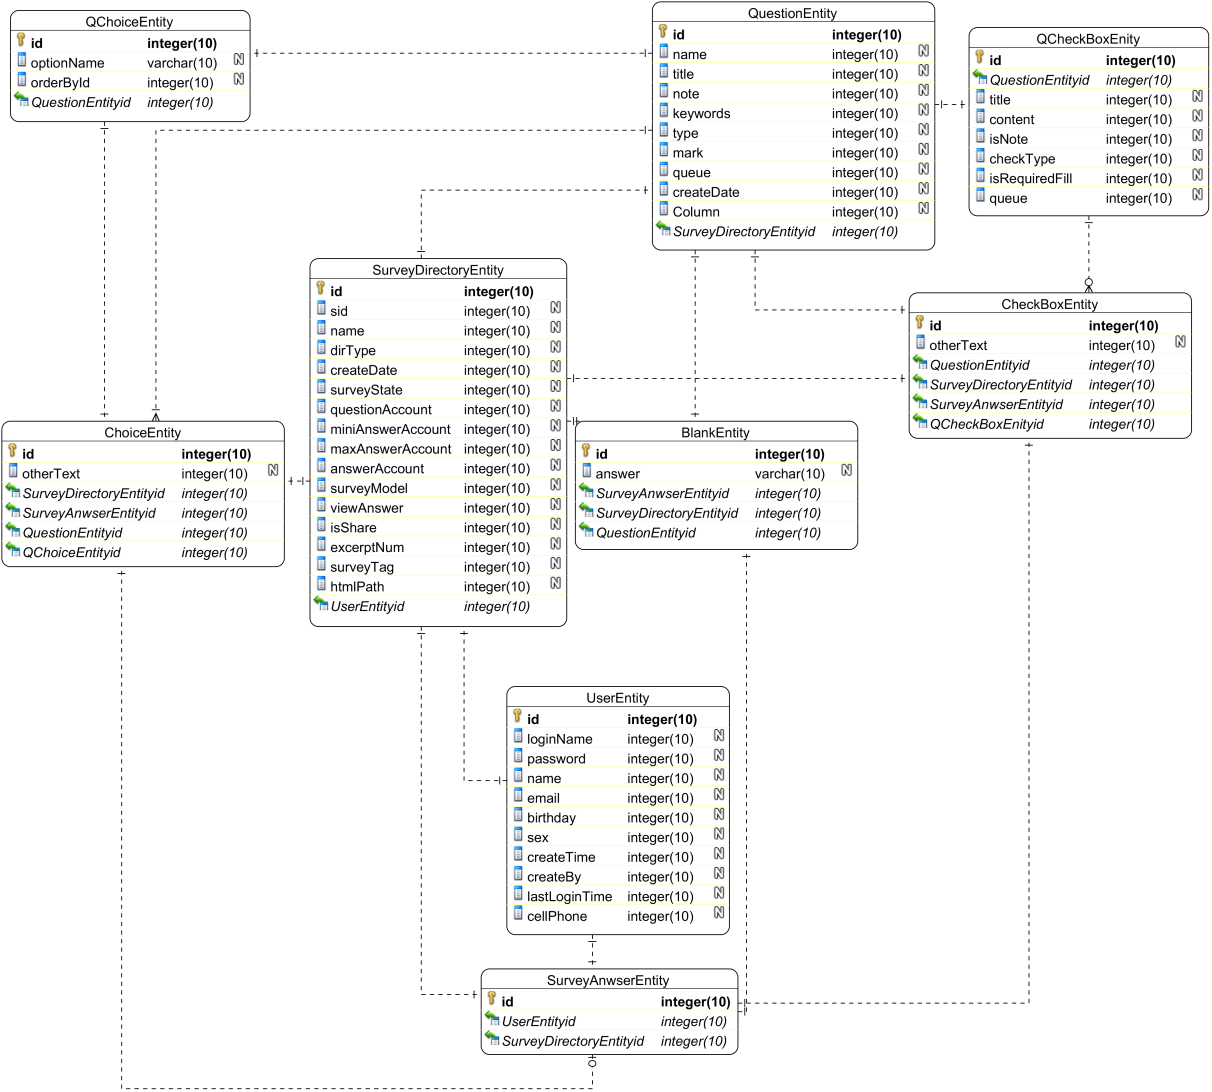 QChoiceEntity
id integer(10)
optionName varchar(10) N
orderById integer(10) N
QuestionEntityid integer(10)
QuestionEntity
id integer(10)
name integer(10) N
title integer(10) N
note integer(10) N
keywords integer(10) N
type integer(10) N
mark integer(10) N
queue integer(10) N
createDate integer(10) N
Column integer(10) N
SurveyDirectoryEntityid integer(10)
QCheckBoxEnity
id integer(10)
QuestionEntityid integer(10)
title integer(10) N
content integer(10) N
isNote integer(10) N
checkType integer(10) N
isRequiredFill integer(10) N
queue integer(10) N
SurveyDirectoryEntity
id integer(10)
sid integer(10) N
name integer(10) N
dirType integer(10) N
createDate integer(10) N
surveyState integer(10) N
questionAccount integer(10) N
miniAnswerAccount integer(10) N
maxAnswerAccount integer(10) N
answerAccount integer(10) N
surveyModel integer(10) N
viewAnswer integer(10) N
isShare integer(10) N
excerptNum integer(10) N
surveyTag integer(10) N
htmlPath integer(10) N
UserEntityid integer(10)
CheckBoxEntity
id integer(10)
otherText integer(10) N
QuestionEntityid integer(10)
SurveyDirectoryEntityid integer(10)
SurveyAnwserEntityid integer(10)
QCheckBoxEnityid integer(10)
ChoiceEntity
id integer(10)
otherText integer(10) N
SurveyDirectoryEntityid integer(10)
SurveyAnwserEntityid integer(10)
QuestionEntityid integer(10)
QChoiceEntityid integer(10)
BlankEntity
id integer(10)
answer varchar(10) N
SurveyAnwserEntityid integer(10)
SurveyDirectoryEntityid integer(10)
QuestionEntityid integer(10)
UserEntity
id integer(10)
loginName integer(10) N
password integer(10) N
name integer(10) N
email integer(10) N
birthday integer(10) N
sex integer(10) N
createTime integer(10) N
createBy integer(10) N
lastLoginTime integer(10) N
cellPhone integer(10) N
SurveyAnwserEntity
id integer(10)
UserEntityid integer(10)
SurveyDirectoryEntityid integer(10)